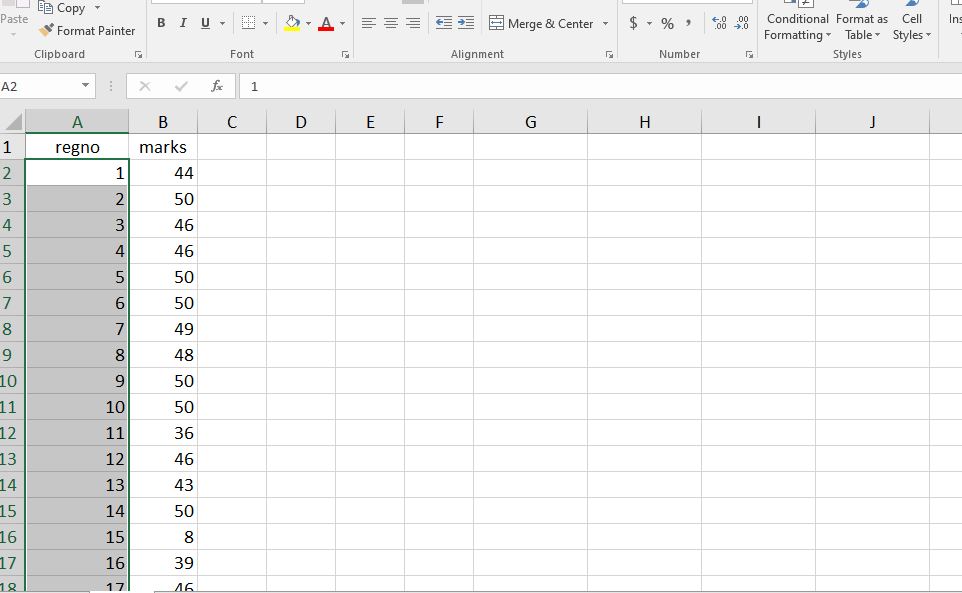 Paste Copy
Format Painter
B I U A
Merge & Center
$ % , .00 .00
Conditional Formatting
Format as Table
Cell Styles
Clipboard Font Alignment Number Styles
A2 fx 1
A B C D E F G H I J
1 regno marks
2 1 44
3 2 50
4 3 46
5 4 46
6 5 50
7 6 50
8 7 49
9 8 48
10 9 50
11 10 50
12 11 36
13 12 46
14 13 43
15 14 50
16 15 8
17 16 39
18 17 46